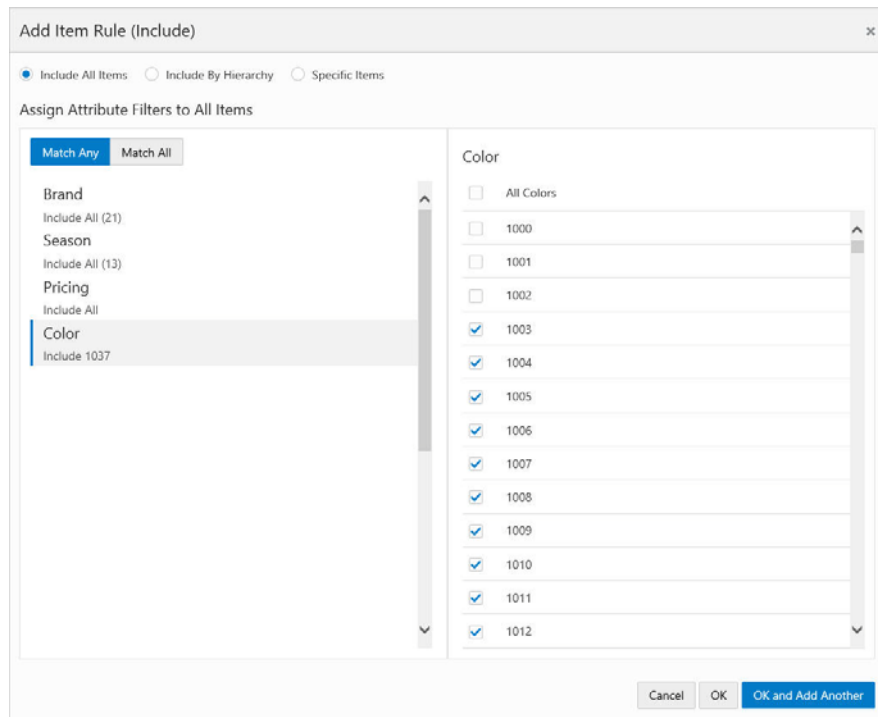 Add Item Rule (Include)
Include All Items Include By Hierarchy Specific Items
Assign Attribute Filters to All Items
Match Any Match All
Brand
Include All (21)
Season
Include All (13)
Pricing
Include All
Color
Include 1037
Color
All Colors
1000
1001
1002
1003
1004
1005
1006
1007
1008
1009
1010
1011
1012
Cancel OK OK and Add Another